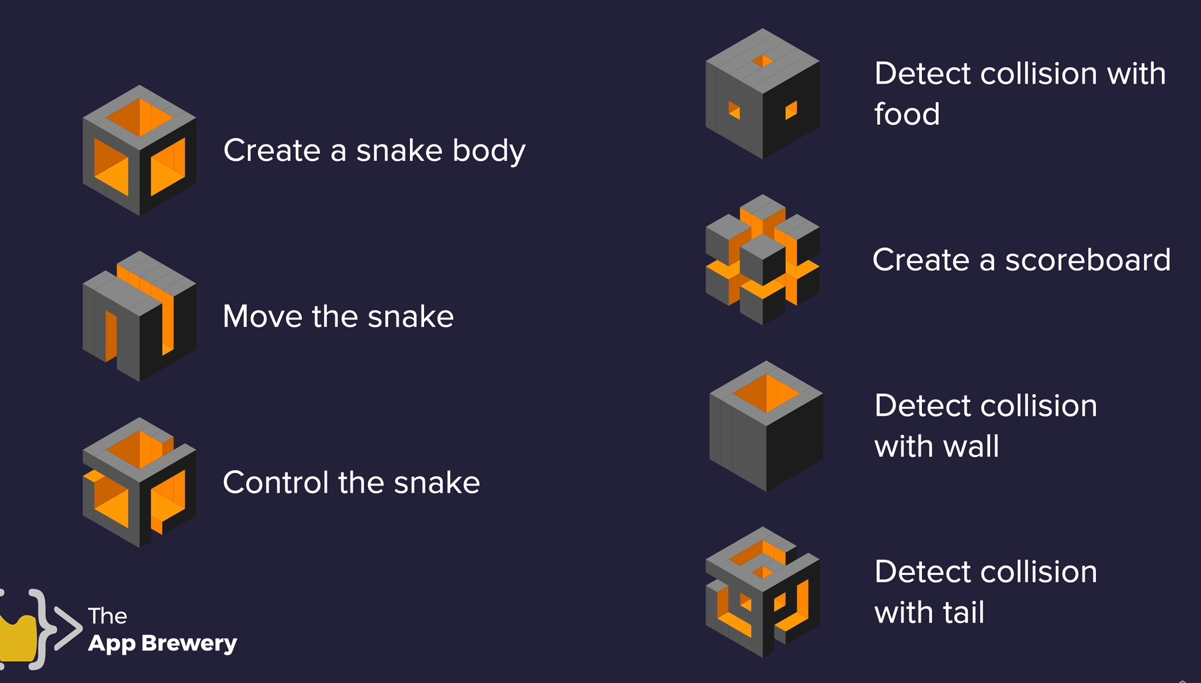 Create a snake body
Move the snake
Control the snake
Detect collision with
food
Create a scoreboard
Detect collision
with wall
Detect collision
with tail
The
App Brewery